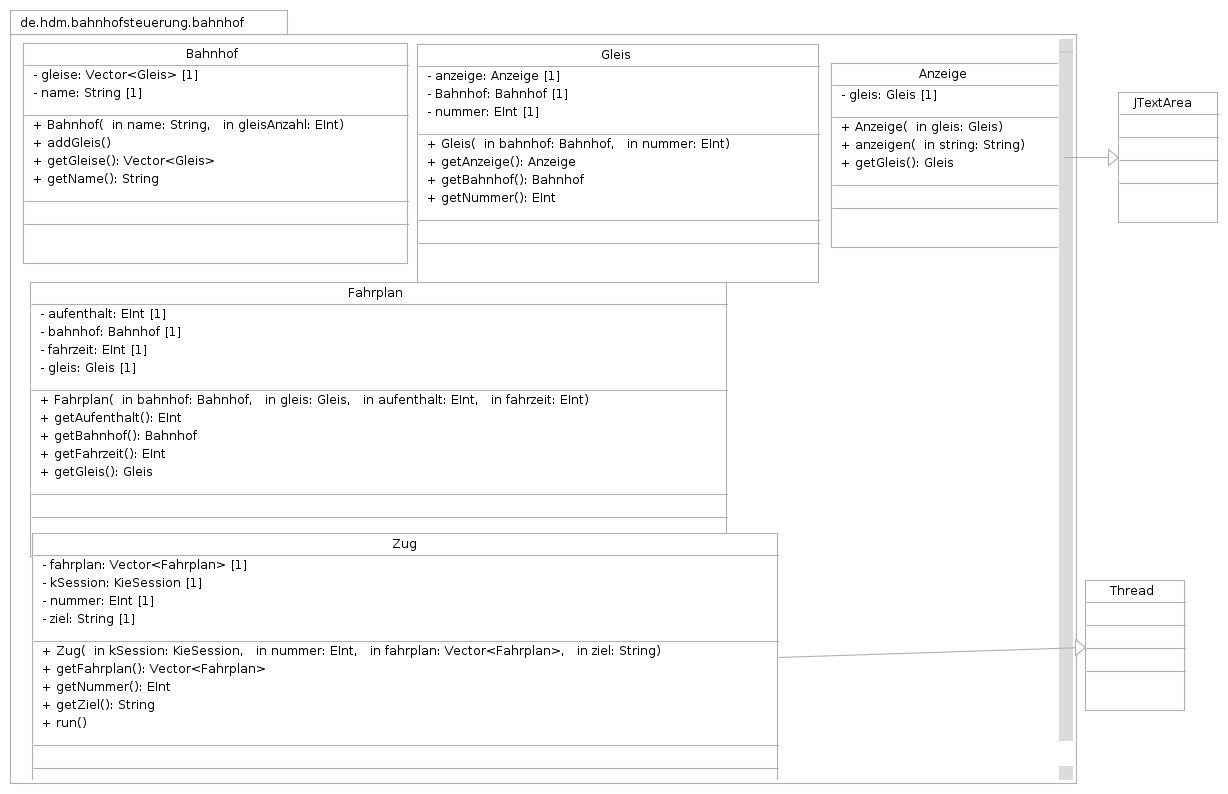 de.hdm.bahnhofsteuerung.bahnhof
Bahnhof
- gleise: Vector<Gleis> [1]
- name: String [1]
+ Bahnhof(  in name: String,   in gleisAnzahl: EInt)
+ addGleis()
+ getGleise(): Vector<Gleis>
+ getName(): String
Gleis
- anzeige: Anzeige [1]
- Bahnhof: Bahnhof [1]
- nummer: EInt [1]
+ Gleis(  in bahnhof: Bahnhof,   in nummer: EInt)
+ getAnzeige(): Anzeige
+ getBahnhof(): Bahnhof
+ getNummer(): EInt
Anzeige
- gleis: Gleis [1]
+ Anzeige(  in gleis: Gleis)
+ anzeigen(  in string: String)
+ getGleis(): Gleis
JTextArea
Fahrplan
- aufenthalt: EInt [1]
- bahnhof: Bahnhof [1]
- fahrzeit: EInt [1]
- gleis: Gleis [1]
+ Fahrplan(  in bahnhof: Bahnhof,   in gleis: Gleis,   in aufenthalt: EInt,   in fahrzeit: EInt)
+ getAufenthalt(): EInt
+ getBahnhof(): Bahnhof
+ getFahrzeit(): EInt
+ getGleis(): Gleis
Zug
- fahrplan: Vector<Fahrplan> [1]
- kSession: KieSession [1]
- nummer: EInt [1]
- ziel: String [1]
+ Zug(  in kSession: KieSession,   in nummer: EInt,   in fahrplan: Vector<Fahrplan>,   in ziel: String)
+ getFahrplan(): Vector<Fahrplan>
+ getNummer(): EInt
+ getZiel(): String
+ run()
Thread